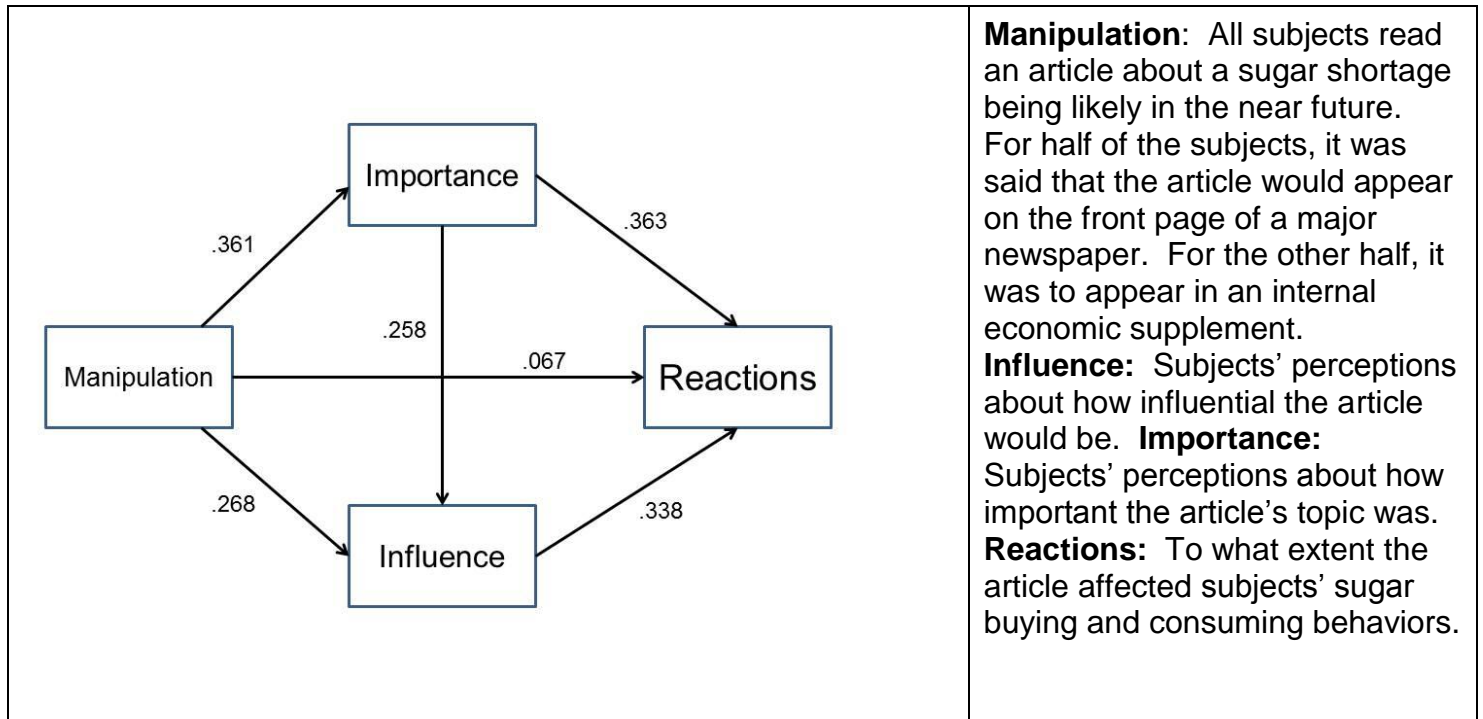 Importance
.361
.363
.258
.067
Manipulation
Reactions
.268
.338
Influence
Manipulation: All subjects read
an article about a sugar shortage
being likely in the near future.
For half of the subjects, it was
said that the article would appear
on the front page of a major
newspaper. For the other half, it
was to appear in an internal
economic supplement.
Influence: Subjects’ perceptions
about how influential the article
would be. Importance:
Subjects’ perceptions about how
important the article’s topic was.
Reactions: To what extent the
article affected subjects’ sugar
buying and consuming behaviors.